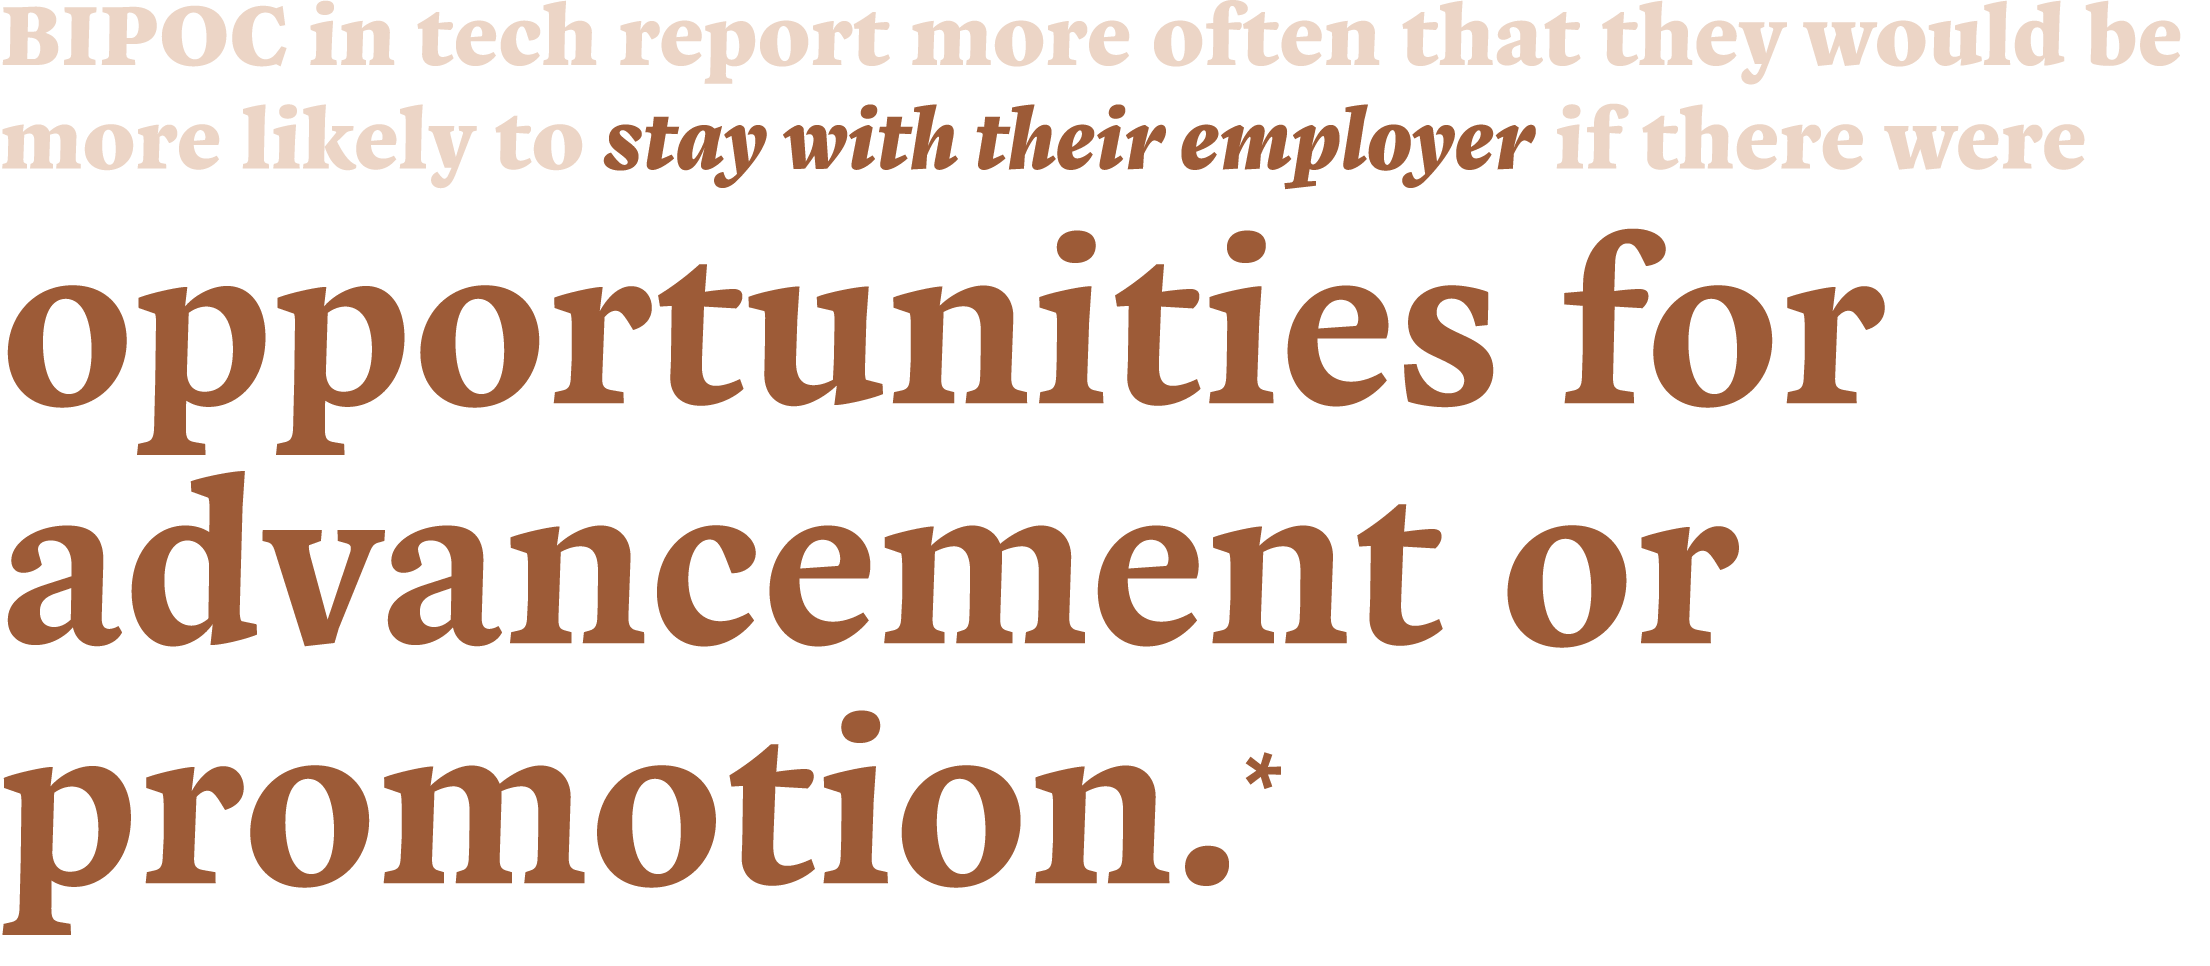 BIPOC in tech report more often that they would be
more likely to stay with their employer if there were
opportunities for
advancement or
promotion.*